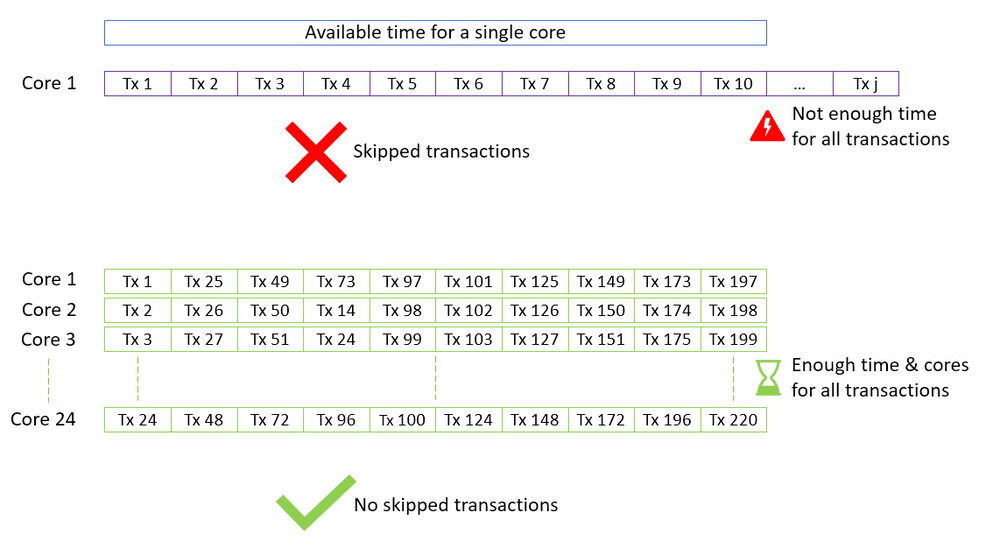 Available time for a single core
Core 1 Tx 1 Tx 2 Tx 3 Tx 4 Tx 5 Tx 6 Tx 7 Tx 8 Tx 9 Tx 10 ... Tx j
Not enough time
for all transactions
Skipped transactions
Core 1 Tx 1 Tx 25 Tx 49 Tx 73 Tx 97 Tx 101 Tx 125 Tx 149 Tx 173 Tx 197
Core 2 Tx 2 Tx 26 Tx 50 Tx 14 Tx 98 Tx 102 Tx 126 Tx 150 Tx 174 Tx 198
Core 3 Tx 3 Tx 27 Tx 51 Tx 24 Tx 99 Tx 103 Tx 127 Tx 151 Tx 175 Tx 199
Enough time & cores
for all transactions
Core 24 Tx 24 Tx 48 Tx 72 Tx 96 Tx 100 Tx 124 Tx 148 Tx 172 Tx 196 Tx 220
No skipped transactions